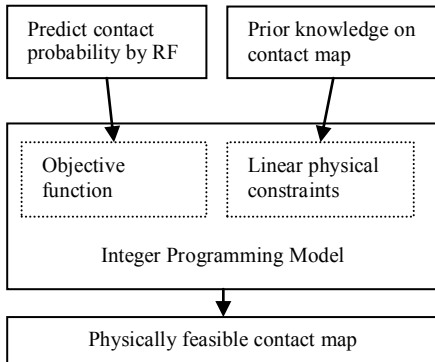 Predict contact
probability by RF
Prior knowledge on
contact map
Objective
function
Linear physical
constraints
Integer Programming Model
Physically feasible contact map